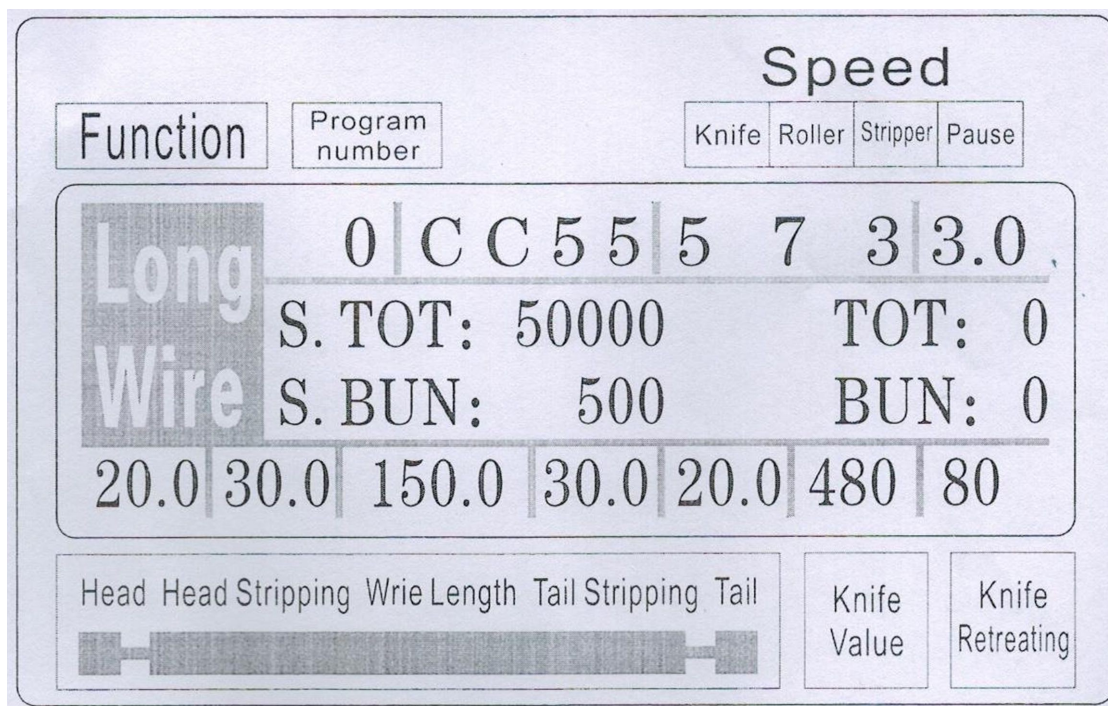 Speed
Function
Program
number
Knife Roller Stripper Pause
Long
Wire
0 C C 5 5 5 7 3 3.0
S. TOT: 50000 TOT: 0
S. BUN: 500 BUN: 0
20.0 30.0 150.0 30.0 20.0 480 80
Head Head Stripping Wrie Length Tail Stripping Tail
Knife
Value
Knife
Retreating